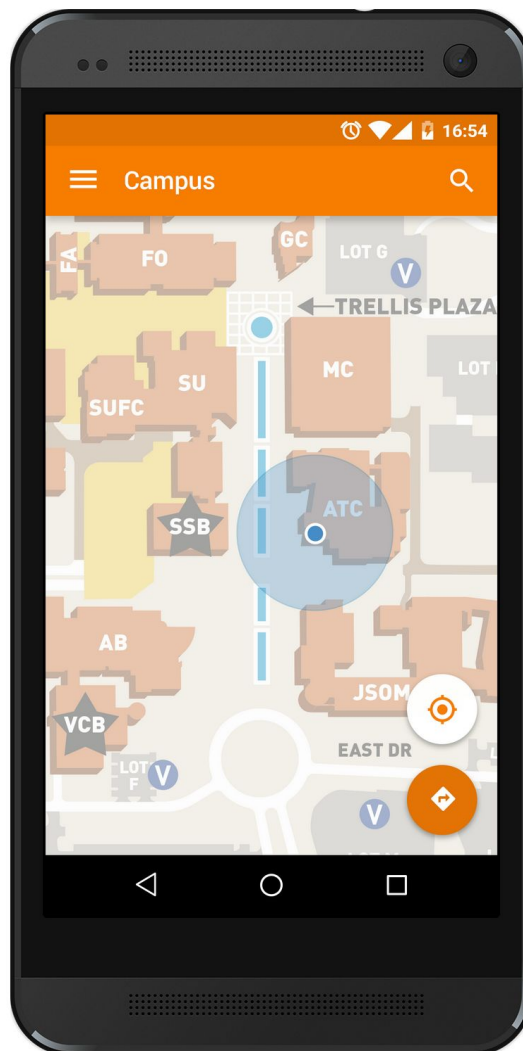 16:54
Campus
FA
FO
GC
LOT G
V
TRELLIS PLAZA
MC
LOT
SU
SUFC
ATC
SSB
AB
JSOM
VCB
EAST DR
LOT
F
V
V